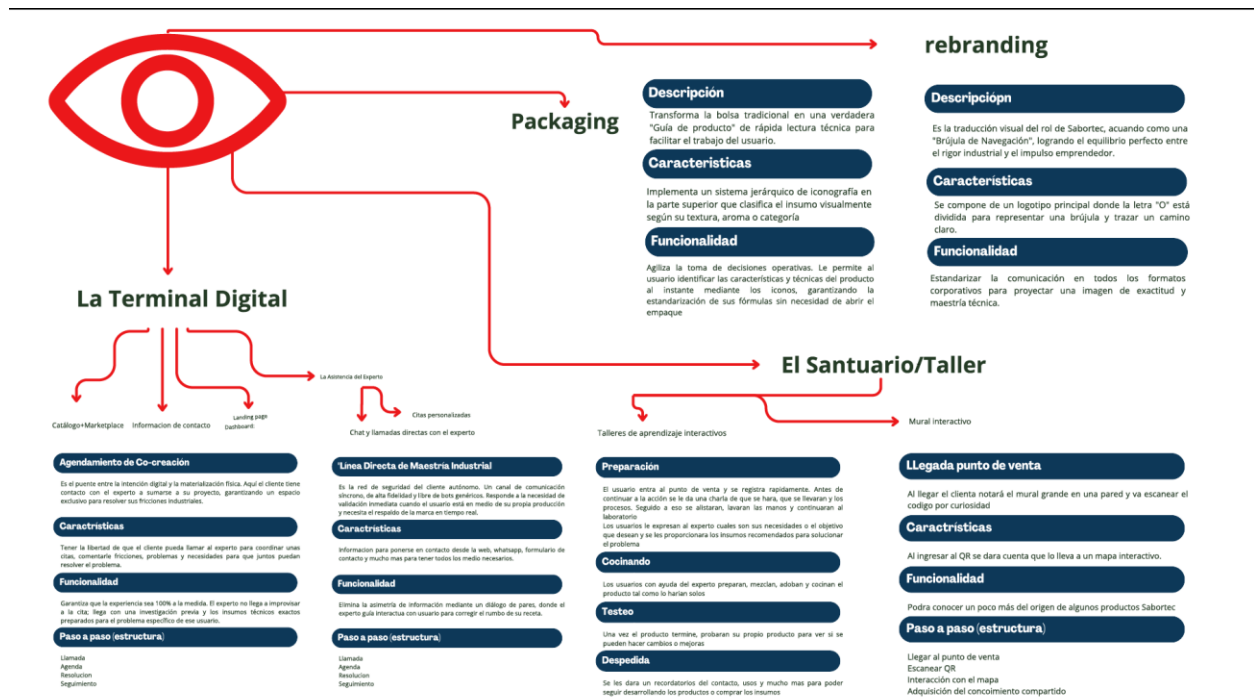 rebranding
Packaging
Descripción
Transforma la bolsa tradicional en una verdadera
"Guía de producto" de rápida lectura técnica para
facilitar el trabajo del usuario.
Caracteristicas
Implementa un sistema jerárquico de iconografía en
la parte superior que clasifica el insumo visualmente
según su textura, aroma o categoría
Funcionalidad
Agiliza la toma de decisiones operativas. Le permite al
usuario identificar las características y técnicas del producto
al instante mediante los iconos, garantizando la
estandarización de sus fórmulas sin necesidad de abrir el
empaque
Descripciópn
Es la traducción visual del rol de Sabortec, acuando como una
"Brújula de Navegación", logrando el equilibrio perfecto entre
el rigor industrial y el impulso emprendedor.
Características
Se compone de un logotipo principal donde la letra "O" está
dividida para representar una brújula y trazar un camino
claro.
Funcionalidad
Estandarizar la comunicación en todos los formatos
corporativos para proyectar una imagen de exactitud y
maestría técnica.
La Terminal Digital
Catálogo+Marketplace
Informacion de contacto
Landing page
Dashboard:
La Asistencia del Experto
Citas personalizadas
Chat y llamadas directas con el experto
Agendamiento de Co-creación
Es el puente entre la intención digital y la materialización física. Aquí el cliente tiene
contacto con el experto a sumarse a su proyecto, garantizando un espacio
exclusivo para resolver sus fricciones industriales.
Caractrísticas
Tener la libertad de que el cliente pueda llamar al experto para coordinar unas
citas, comentarle fricciones, problemas y necesidades para que juntos puedan
resolver el problema.
Funcionalidad
Garantiza que la experiencia sea 100% a la medida. El experto no llega a improvisar
a la cita; llega con una investigación previa y los insumos técnicos exactos
preparados para el problema específico de ese usuario.
Paso a paso (estructura)
Llamada
Agenda
Resolucion
Seguimiento
'Línea Directa de Maestría Industrial
Es la red de seguridad del cliente autónomo. Un canal de comunicación
síncrono, de alta fidelidad y libre de bots genéricos. Responde a la necesidad de
validación inmediata cuando el usuario está en medio de su propia producción
y necesita el respaldo de la marca en tiempo real.
Caractrísticas
Informacion para ponerse en contacto desde la web, whatsapp, formulario de
contacto y mucho mas para tener todos los medio necesarios.
Funcionalidad
Elimina la asimetría de información mediante un diálogo de pares, donde el
experto guía interactua con usuario para corregir el rumbo de su receta.
Paso a paso (estructura)
Llamada
Agenda
Resolucion
Seguimiento
El Santuario/Taller
Talleres de aprendizaje interactivos
Mural interactivo
Preparación
El usuario entra al punto de venta y se registra rapidamente. Antes de
continuar a la acción se le da una charla de que se hara, que se llevaran y los
procesos. Seguido a eso se alistaran, lavaran las manos y continuaran al
laboratorio
Los usuarios le expresan al experto cuales son sus necesidades o el objetivo
que desean y se les proporcionara los insumos recomendados para solucionar
el problema
Cocinando
Los usuarios con ayuda del experto preparan, mezclan, adoban y cocinan el
producto tal como lo harian solos
Testeo
Una vez el producto termine, probaran su propio producto para ver si se
pueden hacer cambios o mejoras
Despedida
Se les dara un recordatorios del contacto, usos y mucho mas para poder
seguir desarrollando los productos o comprar los insumos
LLegada punto de venta
Al llegar el clienta notará el mural grande en una pared y va escanear el
codigo por curiosidad
Caractrísticas
Al ingresar al QR se dara cuenta que lo lleva a un mapa interactivo.
Funcionalidad
Podra conocer un poco más del origen de algunos productos Sabortec
Paso a paso (estructura)
Llegar al punto de venta
Escanear QR
Interacción con el mapa
Adquisición del concoimiento compartido